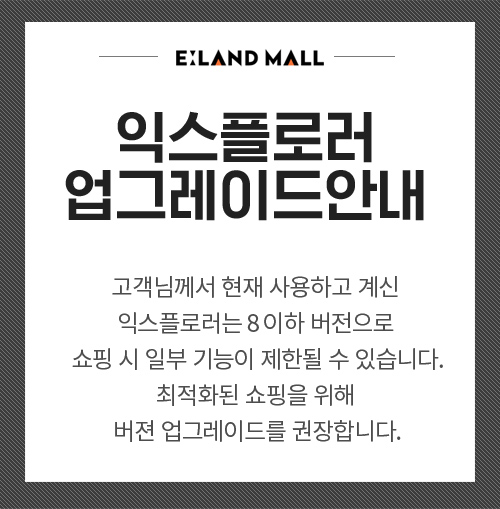 E:LAND MALL
익스플로러
업그레이드안내
고객님께서 현재 사용하고 계신
익스플로러는 8 이하 버전으로
쇼핑 시 일부 기능이 제한될 수 있습니다.
최적화된 쇼핑을 위해
버젼 업그레이드를 권장합니다.